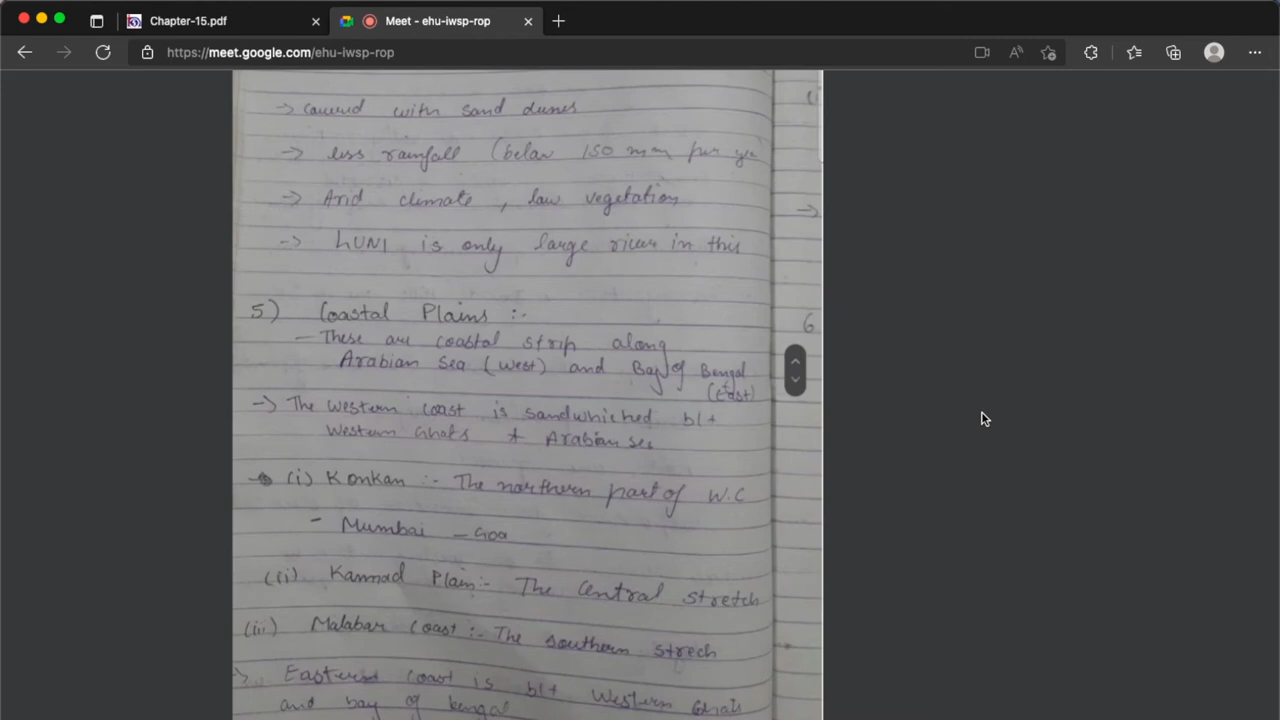 Chapter-15.pdf
Meet - ehu-iwsp-rop
https://meet.google.com/ehu-iwsp-rop
→ covered with sand dunes
→ less rainfall (below 150 mm per ye
→ Arid climate, low vegetation
→ LUNI is only large river in this
5) Coastal Plains :-
- These are coastal strip along
Arabian Sea (west) and Bay of Bengal
(East)
→ The Western coast is sandwhiched b/t
Western Ghats + Arabian Sec
(i) Konkan :- The northern part of W.C
- Mumbai - Goa
(ii) Kannad Plain:- The Central stretch
(iii) Malabar Coast :- The southern strech
→ Eastern coast is b/t Western Ghats
and bay of bengal
6